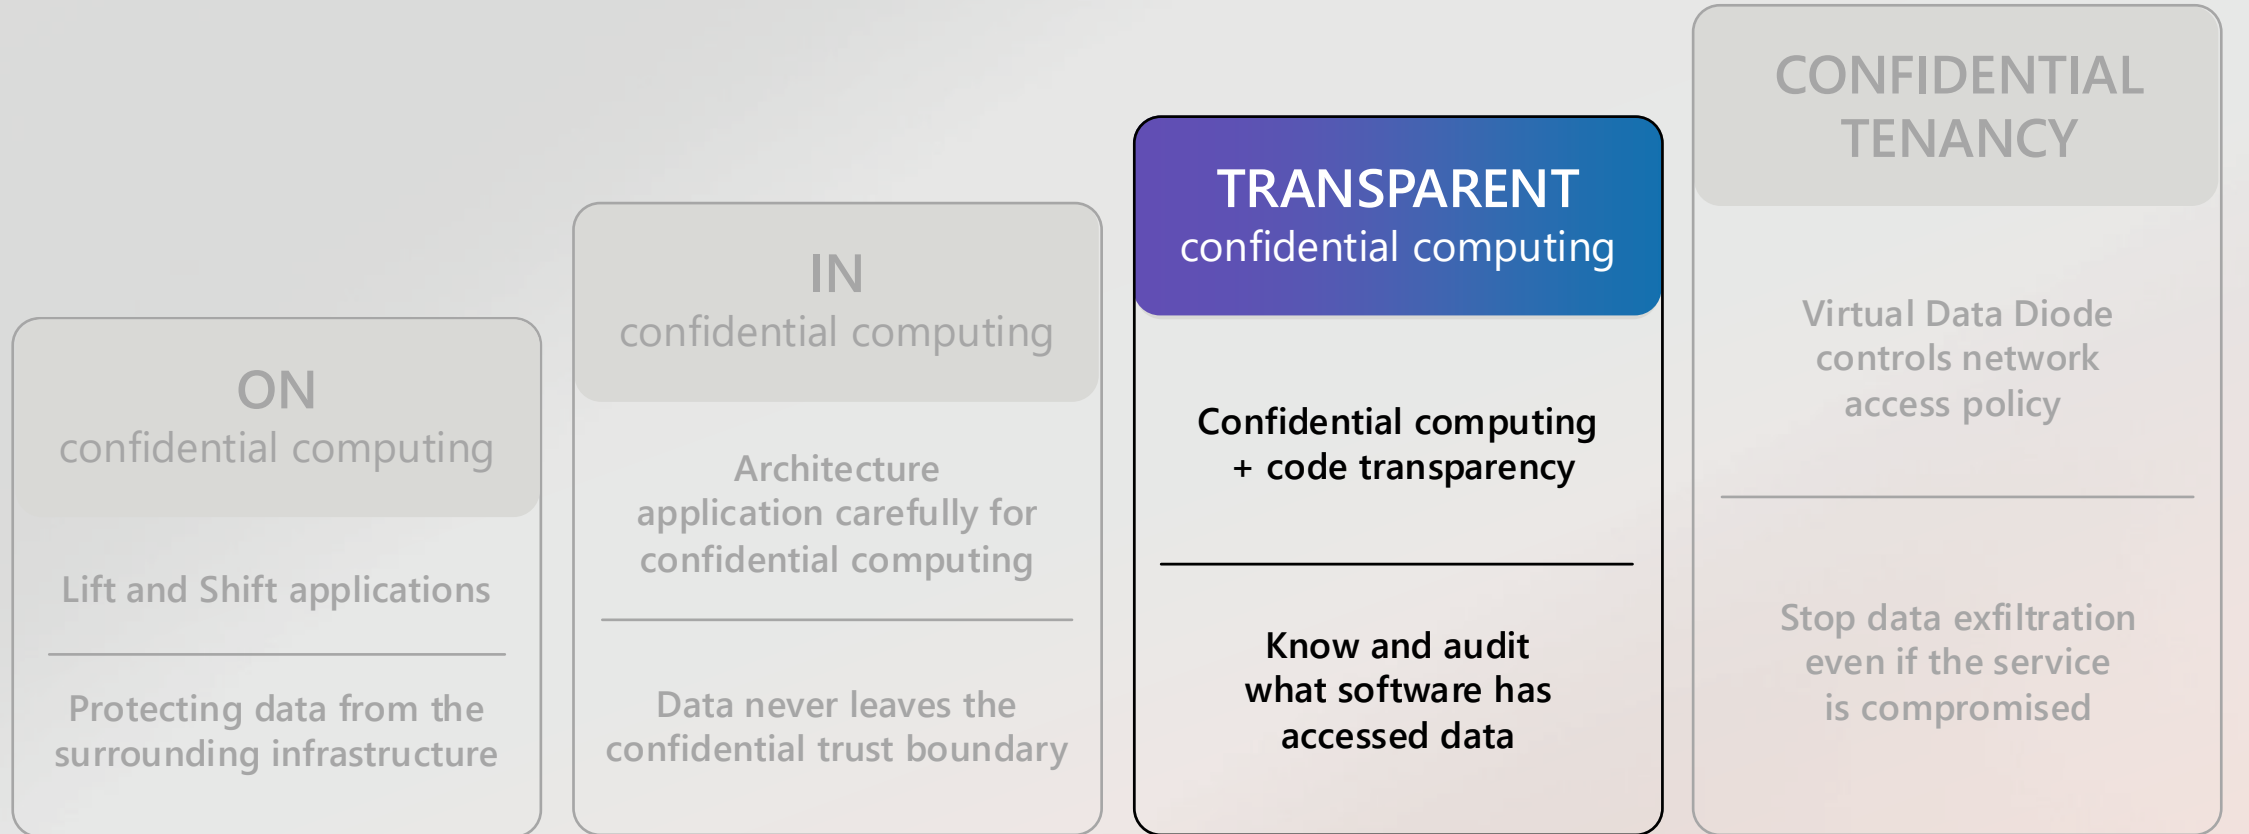 ON
confidential computing
Lift and Shift applications
Protecting data from the
surrounding infrastructure
IN
confidential computing
Architecture
application carefully for
confidential computing
Data never leaves the
confidential trust boundary
TRANSPARENT
confidential computing
Confidential computing
+ code transparency
Know and audit
what software has
accessed data
CONFIDENTIAL
TENANCY
Virtual Data Diode
controls network
access policy
Stop data exfiltration
even if the service
is compromised